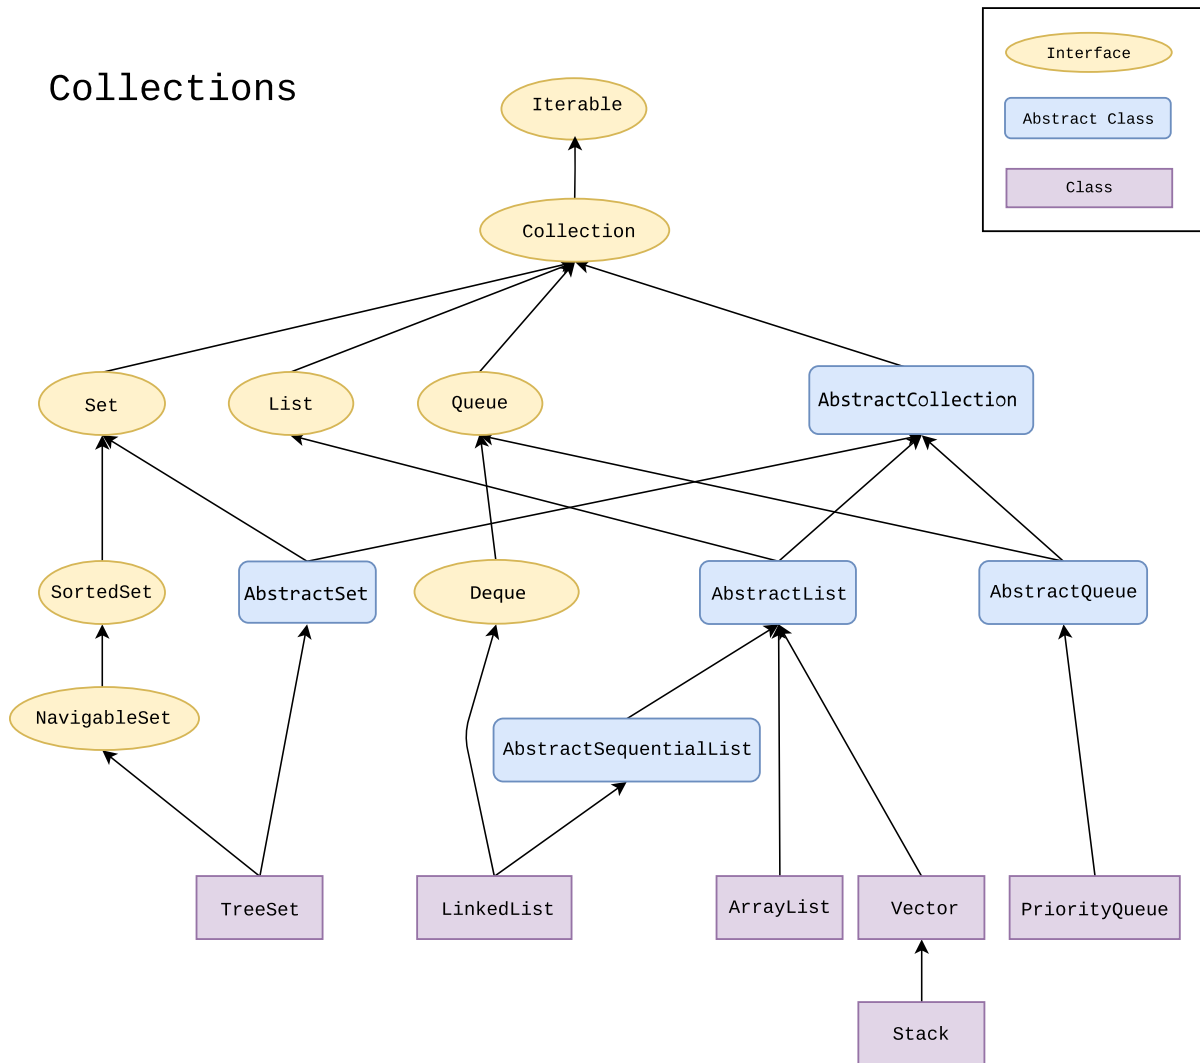 Collections
Interface
Abstract Class
Class
Iterable
Collection
Set
List
Queue
AbstractCollection
SortedSet
AbstractSet
Deque
AbstractList
AbstractQueue
NavigableSet
AbstractSequentialList
TreeSet
LinkedList
ArrayList
Vector
PriorityQueue
Stack